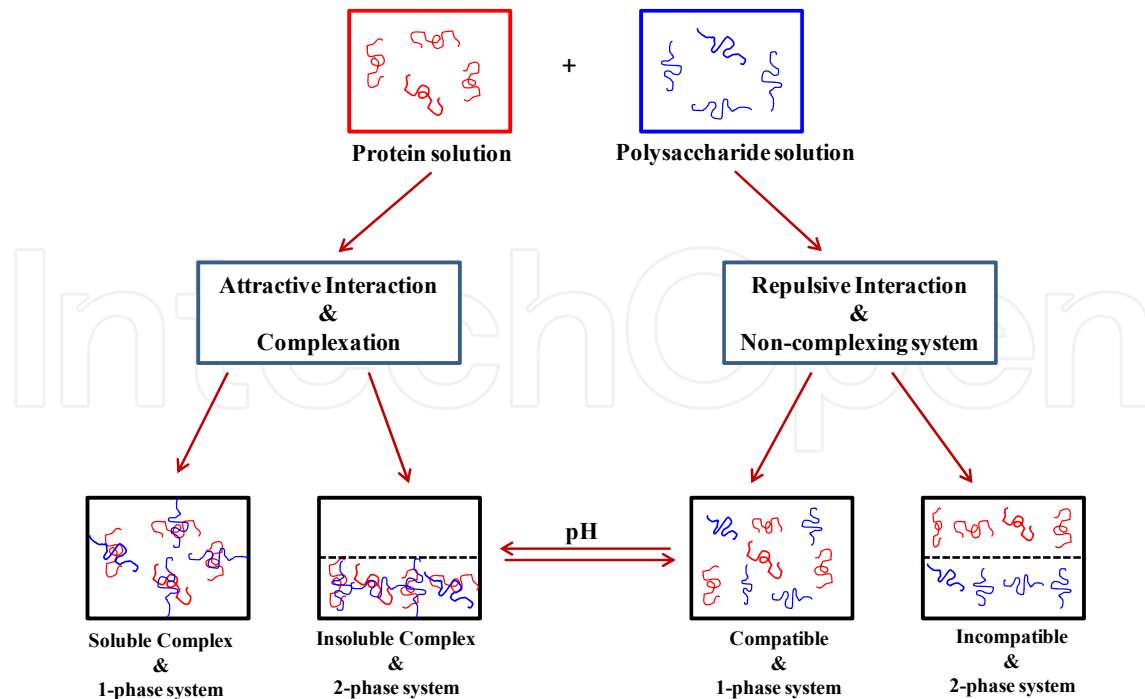 +
Protein solution
Polysaccharide solution
Attractive Interaction
&
Complexation
Repulsive Interaction
&
Non-complexing system
IntechOpen
pH
Soluble Complex
&
1-phase system
Insoluble Complex
&
2-phase system
Compatible
&
1-phase system
Incompatible
&
2-phase system